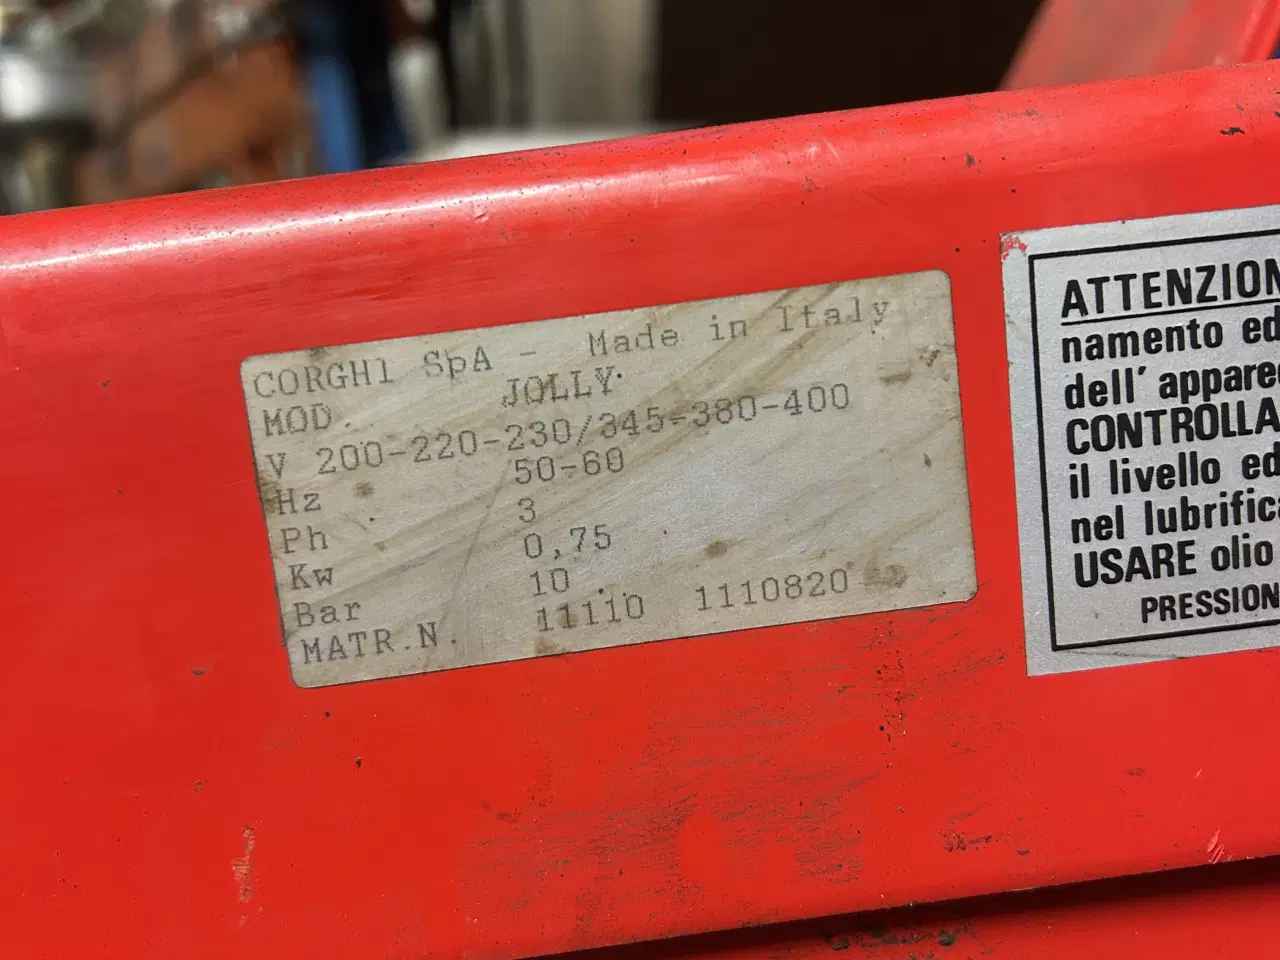 CORGH1 SpA - Made in Italy
MOD. JOLLY
V 200-220-230/345-380-400
Hz 50-60
Ph 3
Kw 0,75
Bar 10
MATR.N. 11110 1110820
ATTENZION
namento ed
dell' appare
CONTROLLA
il livello ed
nel lubrifica
USARE olio
PRESSION